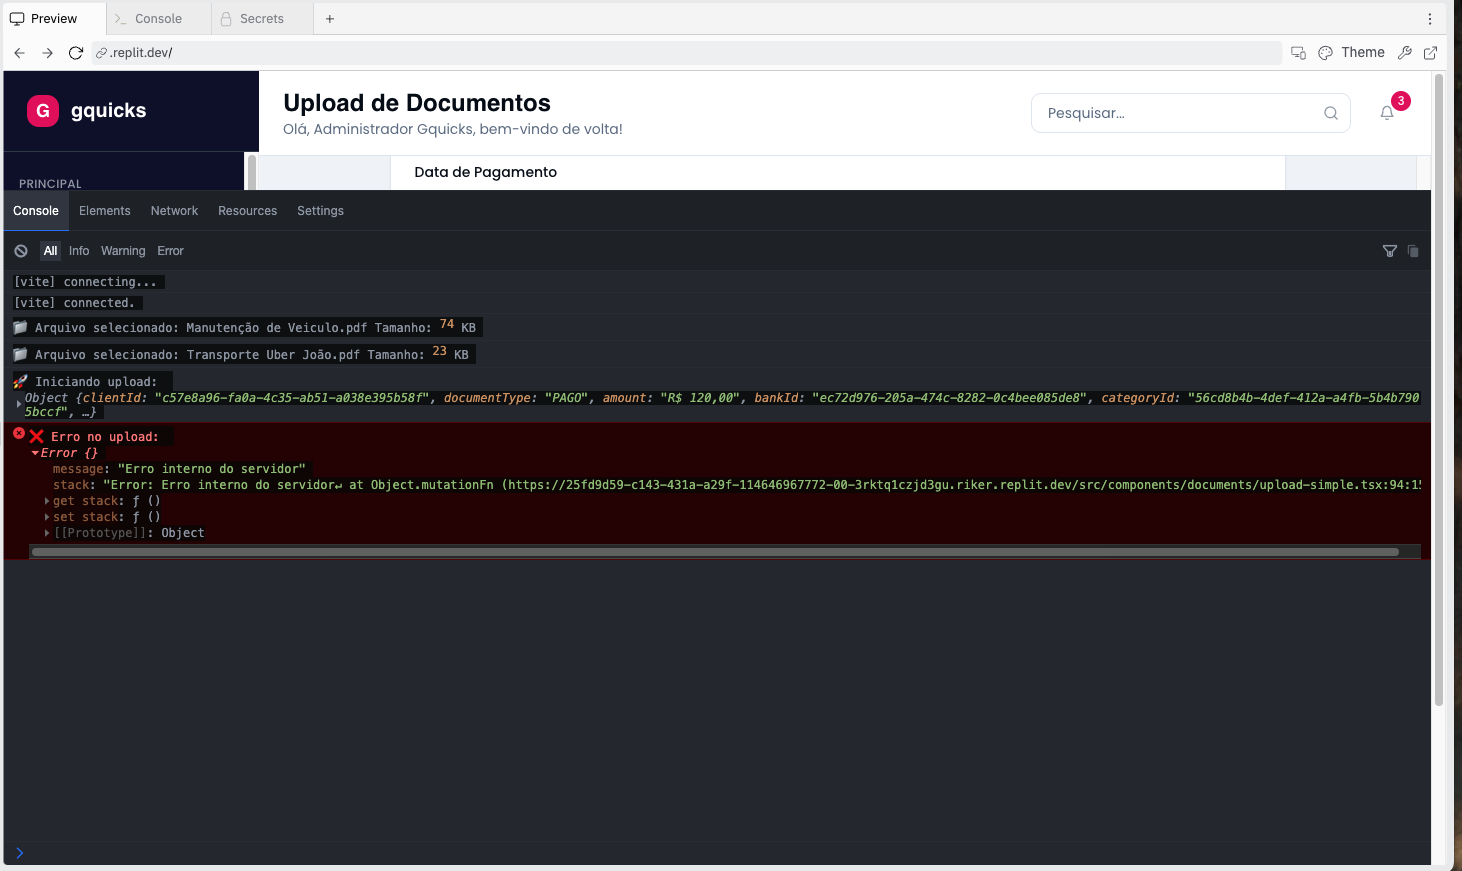 Preview
Console
Secrets
+
.replit.dev/
Theme
G
gquicks
Upload de Documentos
Olá, Administrador Gquicks, bem-vindo de volta!
Pesquisar...
3
PRINCIPAL
Data de Pagamento
Console
Elements
Network
Resources
Settings
All
Info
Warning
Error
[vite] connecting...
[vite] connected.
Arquivo selecionado: Manutenção de Veiculo.pdf Tamanho: 74 KB
Arquivo selecionado: Transporte Uber João.pdf Tamanho: 23 KB
Iniciando upload:
Object {clientId: "c57e8a96-fa0a-4c35-ab51-a038e395b58f", documentType: "PAGO", amount: "R$ 120,00", bankId: "ec72d976-205a-474c-8282-0c4bee085de8", categoryId: "56cd8b4b-4def-412a-a4fb-5b4b790
5bccf", …}
Erro no upload:
Error {}
message: "Erro interno do servidor"
stack: "Error: Erro interno do servidor↵ at Object.mutationFn (https://25fd9d59-c143-431a-a29f-114646967772-00-3rktq1czjd3gu.riker.replit.dev/src/components/documents/upload-simple.tsx:94:15
get stack: ƒ ()
set stack: ƒ ()
[[Prototype]]: Object